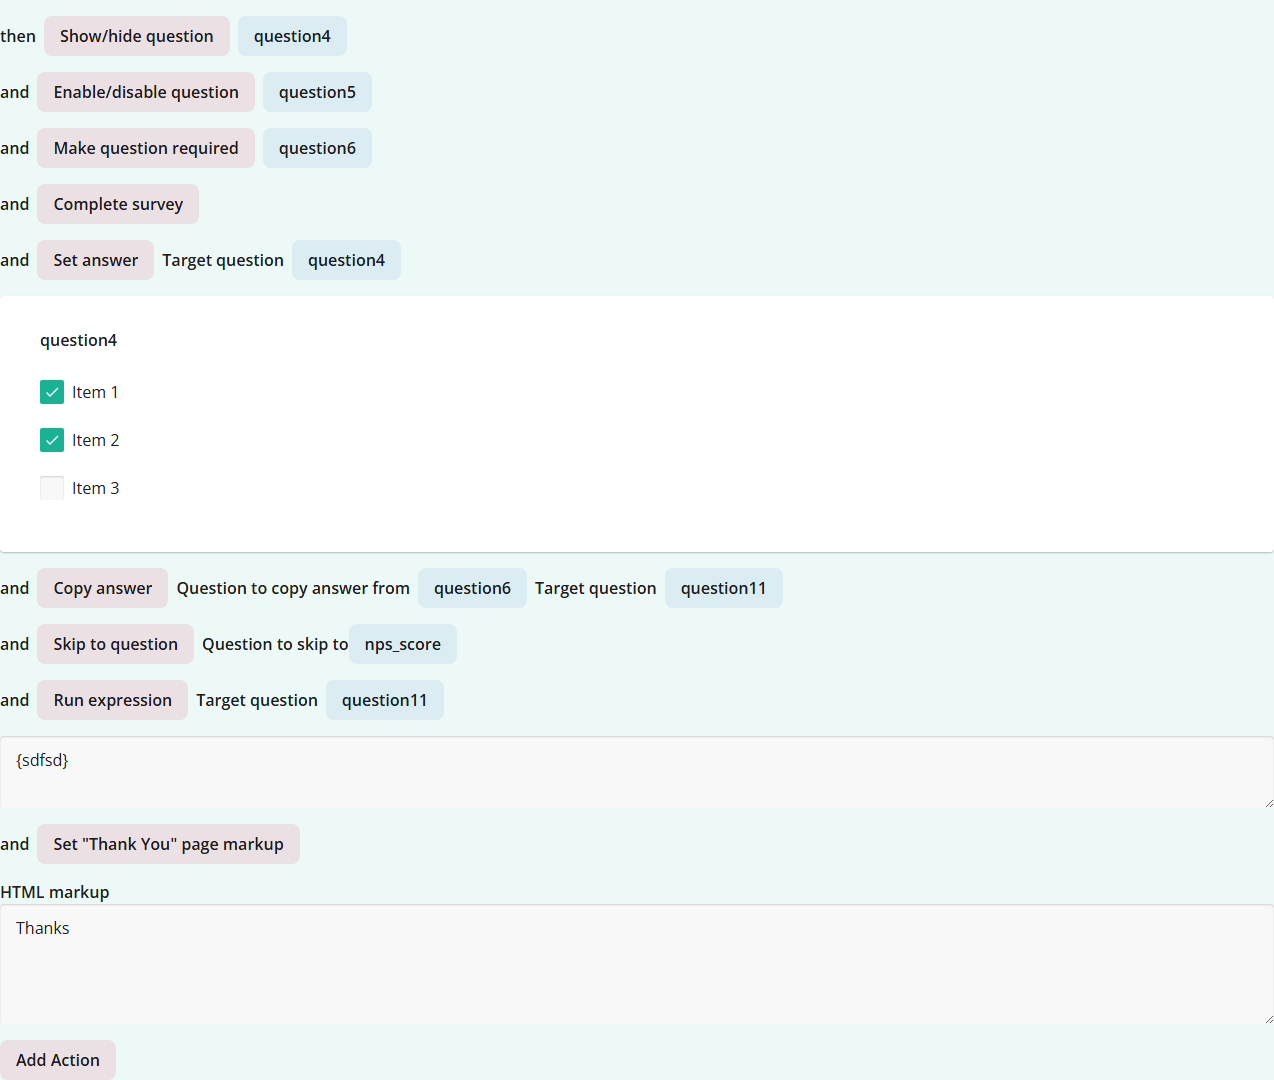 then Show/hide question question4
and Enable/disable question question5
and Make question required question6
and Complete survey
and Set answer Target question question4
question4
Item 1
Item 2
Item 3
and Copy answer Question to copy answer from question6 Target question question11
and Skip to question Question to skip to nps_score
and Run expression Target question question11
{sdfsd}
and Set "Thank You" page markup
HTML markup
Thanks
Add Action